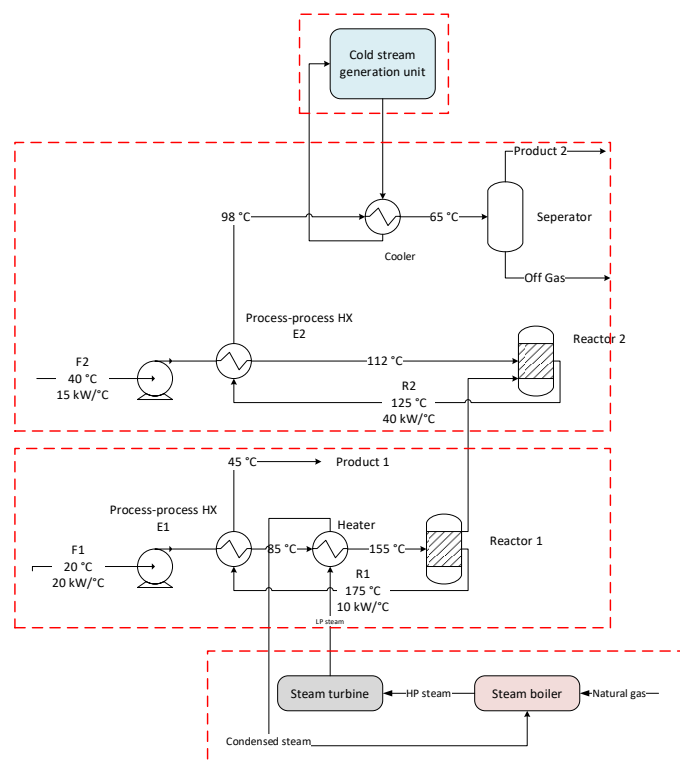 Cold stream
generation unit
Product 2
98 °C
65 °C
Seperator
Cooler
Off Gas
Process-process HX
E2
Reactor 2
F2
40 °C
15 kW/°C
112 °C
R2
125 °C
40 kW/°C
45 °C
Product 1
Process-process HX
E1
Heater
Reactor 1
F1
20 °C
20 kW/°C
85 °C
155 °C
R1
175 °C
10 kW/°C
LP steam
Steam turbine
HP steam
Steam boiler
Natural gas
Condensed steam